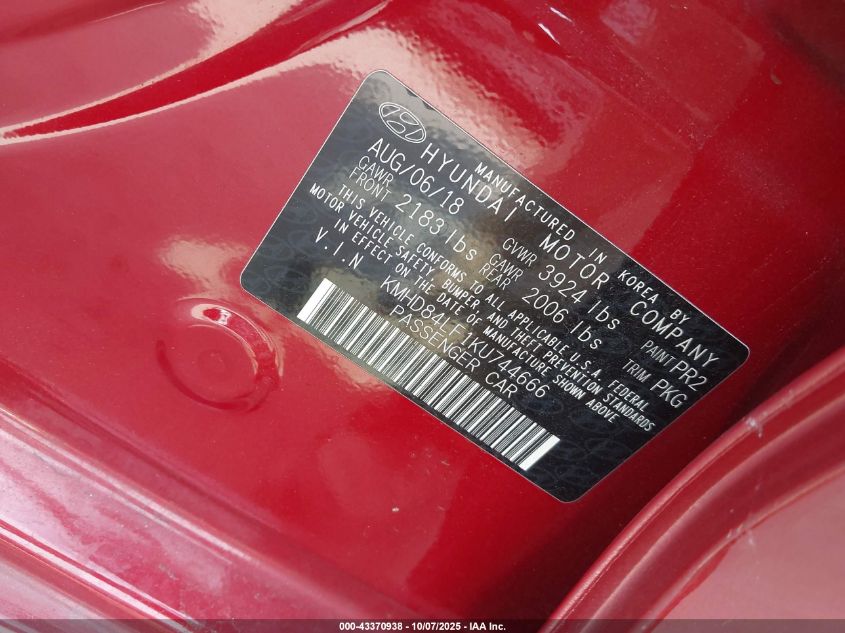 MANUFACTURED IN KOREA BY
HYUNDAI MOTOR COMPANY
AUG/06/18 GVWR 3924 lbs PAINT PR2
GAWR FRONT 2183 lbs GAWR REAR 2006 lbs TRIM PKG
THIS VEHICLE CONFORMS TO ALL APPLICABLE U.S.A. FEDERAL
MOTOR VEHICLE SAFETY, BUMPER AND THEFT PREVENTION STANDARDS
IN EFFECT ON THE DATE OF MANUFACTURE SHOWN ABOVE
V.I.N KMHD84LF1KU744666
PASSENGER CAR
000-43370938 - 10/07/2025 - IAA Inc.